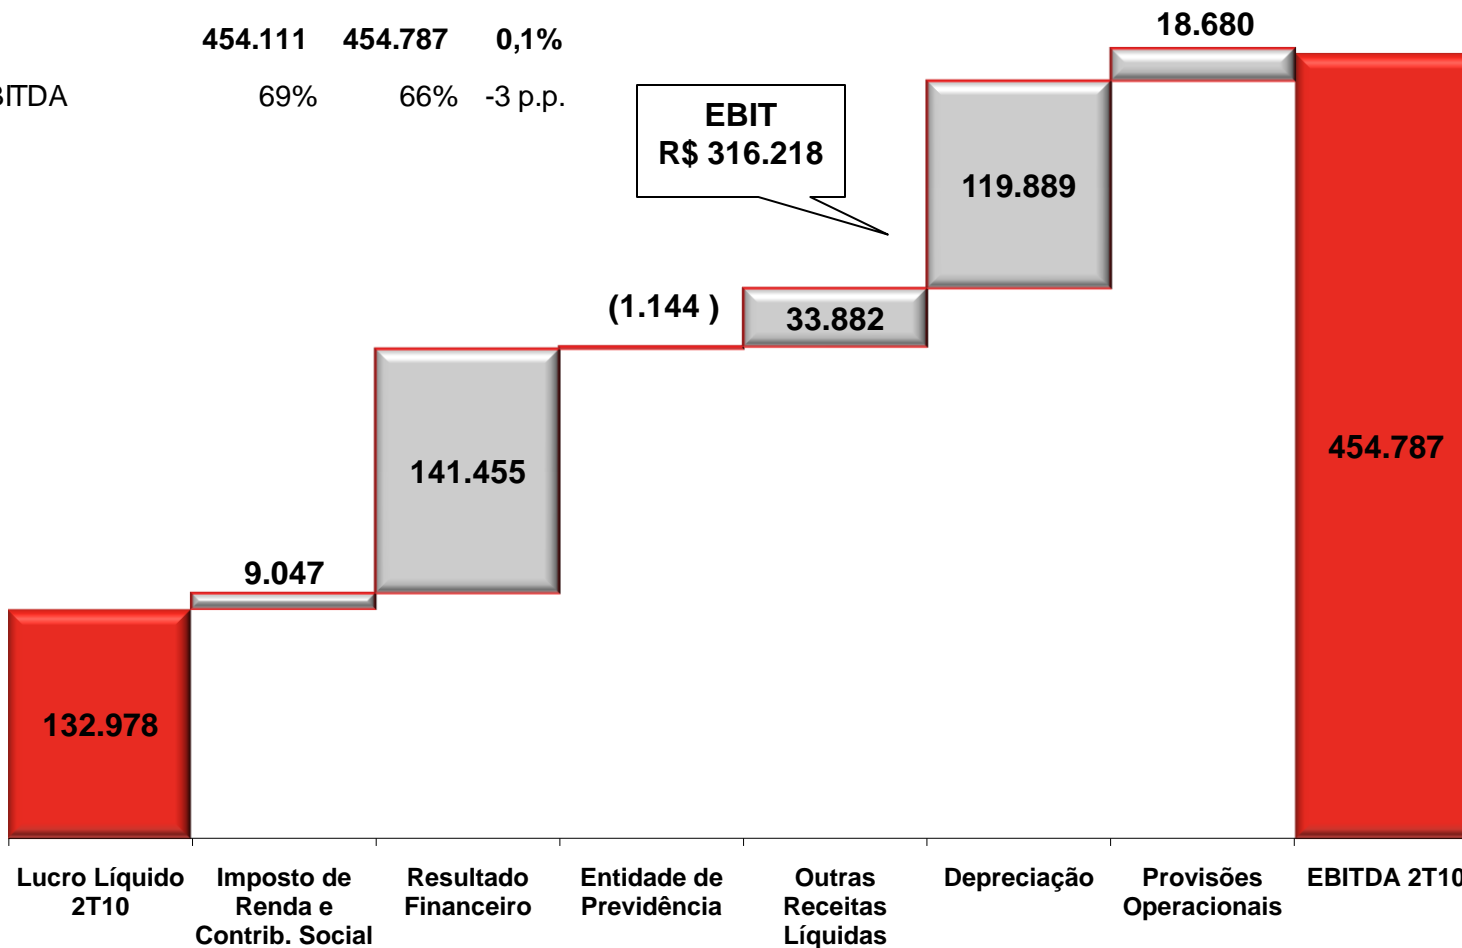 18.680
454.111 454.787 0,1%
BITDA 69% 66% -3 p.p.
EBIT
R$ 316.218
119.889
(1.144 )
33.882
454.787
141.455
9.047
132.978
Lucro Líquido
2T10
Imposto de
Renda e
Contrib. Social
Resultado
Financeiro
Entidade de
Previdência
Outras
Receitas
Líquidas
Depreciação
Provisões
Operacionais
EBITDA 2T10